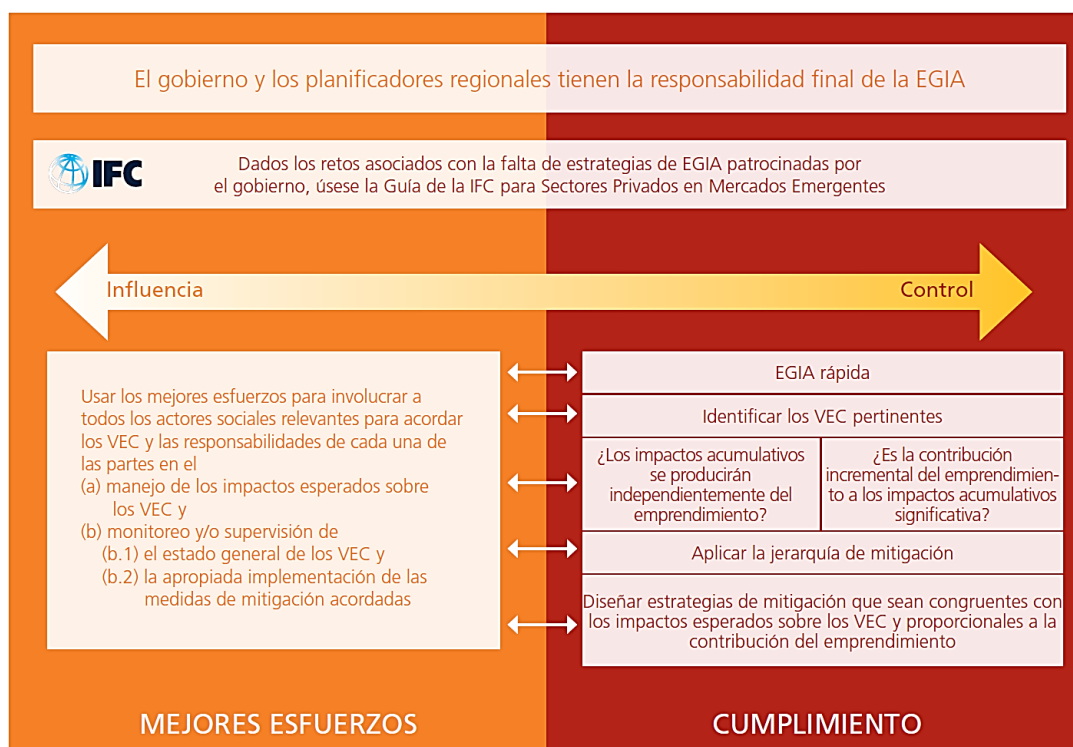 El gobierno y los planificadores regionales tienen la responsabilidad final de la EGIA
IFC
Dados los retos asociados con la falta de estrategias de EGIA patrocinadas por
el gobierno, úsese la Guía de la IFC para Sectores Privados en Mercados Emergentes
Influencia
Control
Usar los mejores esfuerzos para involucrar a
todos los actores sociales relevantes para acordar
los VEC y las responsabilidades de cada una de
las partes en el
(a) manejo de los impactos esperados sobre
los VEC y
(b) monitoreo y/o supervisión de
(b.1) el estado general de los VEC y
(b.2) la apropiada implementación de las
medidas de mitigación acordadas
EGIA rápida
Identificar los VEC pertinentes
¿Los impactos acumulativos
se producirán
independientemente del
emprendimiento?
¿Es la contribución
incremental del emprendimien-
to a los impactos acumulativos
significativa?
Aplicar la jerarquía de mitigación
Diseñar estrategias de mitigación que sean congruentes con
los impactos esperados sobre los VEC y proporcionales a la
contribución del emprendimiento
MEJORES ESFUERZOS
CUMPLIMIENTO